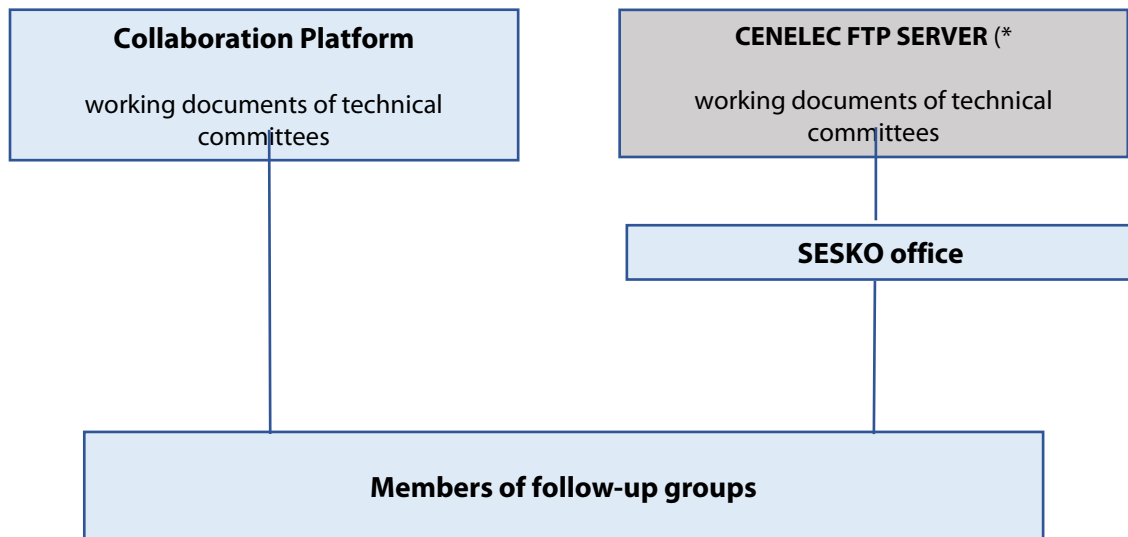 Collaboration Platform
working documents of technical
committees
CENELEC FTP SERVER (*
working documents of technical
committees
SESKO office
Members of follow-up groups